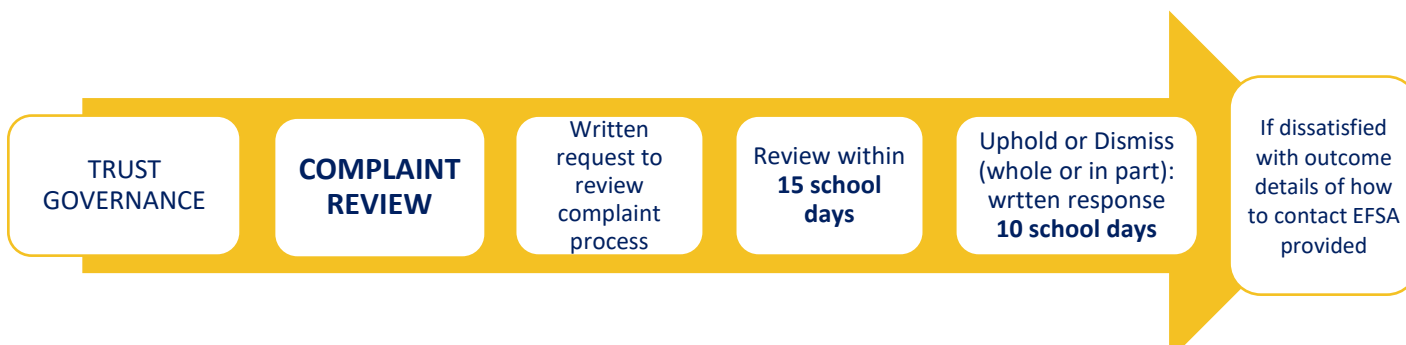 TRUST
GOVERNANCE
COMPLAINT
REVIEW
Written
request to
review
complaint
process
Review within
15 school
days
Uphold or Dismiss
(whole or in part):
wrtten response
10 school days
If dissatisfied
with outcome
details of how
to contact EFSA
provided